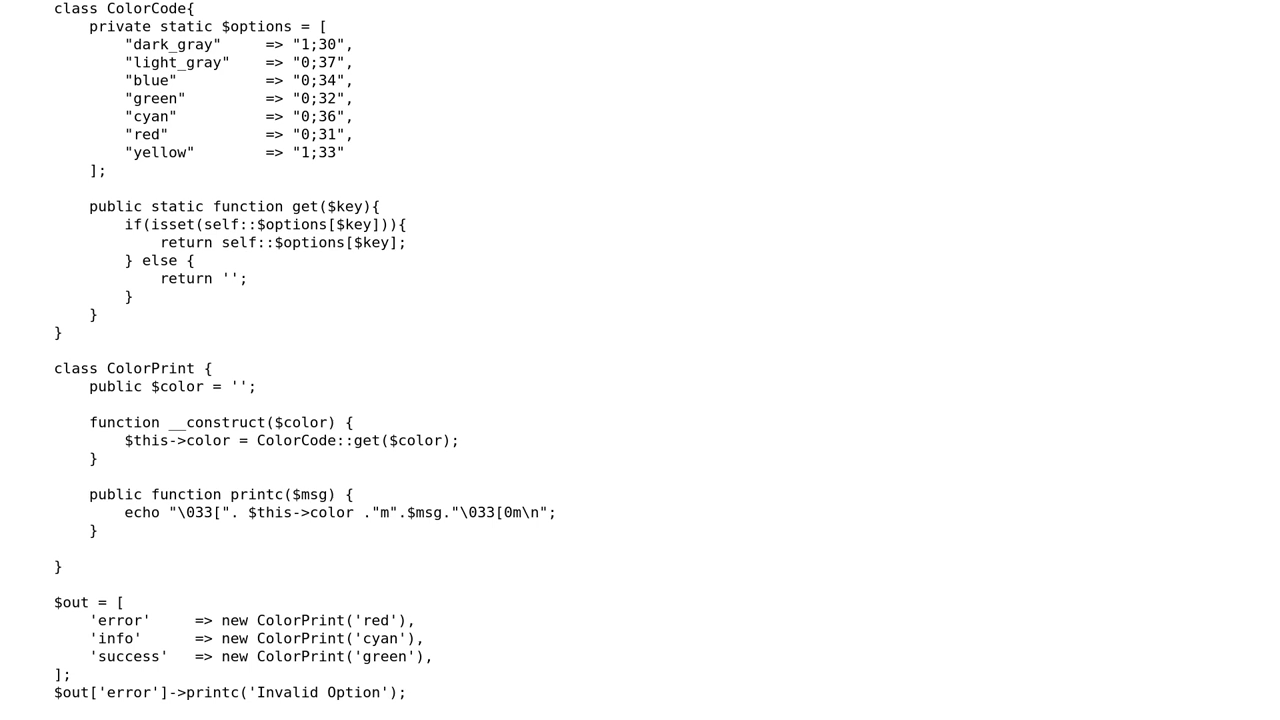 class ColorCode{
    private static $options = [
        "dark_gray"     => "1;30",
        "light_gray"    => "0;37",
        "blue"          => "0;34",
        "green"         => "0;32",
        "cyan"          => "0;36",
        "red"           => "0;31",
        "yellow"        => "1;33"
    ];

    public static function get($key){
        if(isset(self::$options[$key])){
            return self::$options[$key];
        } else {
            return '';
        }
    }
}

class ColorPrint {
    public $color = '';

    function __construct($color) {
        $this->color = ColorCode::get($color);
    }

    public function printc($msg) {
        echo "\033[". $this->color ."m".$msg."\033[0m\n";
    }

}

$out = [
    'error'     => new ColorPrint('red'),
    'info'      => new ColorPrint('cyan'),
    'success'   => new ColorPrint('green'),
];
$out['error']->printc('Invalid Option');